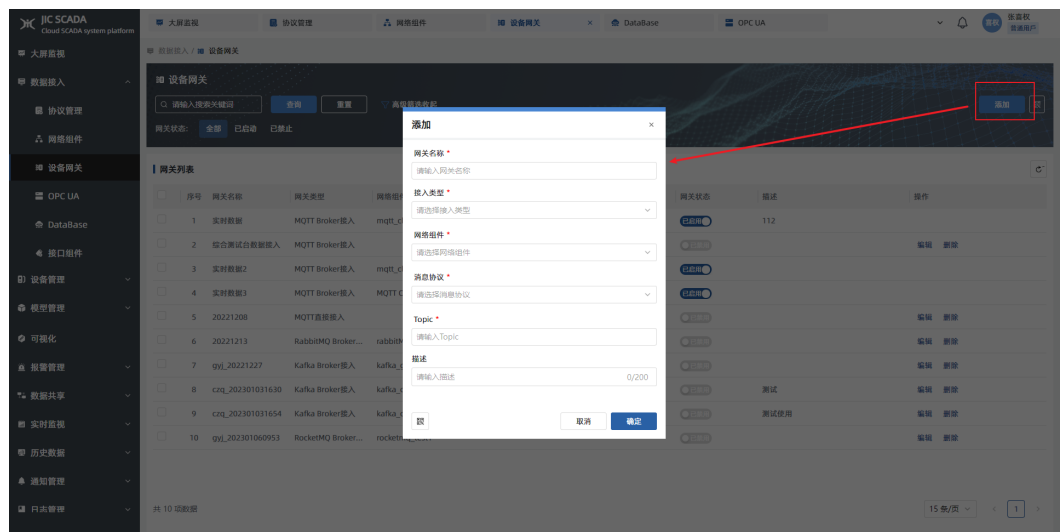 JIC SCADA
Cloud SCADA system platform
大屏监视
协议管理
网络组件
设备网关 ×
DataBase
OPC UA
喜权
张喜权
普通用户
大屏监视
数据接入
协议管理
网络组件
设备网关
OPC UA
DataBase
接口组件
设备管理
模型管理
可视化
报警管理
数据共享
实时监视
历史数据
通知管理
日志管理
数据接入 / 设备网关
设备网关
请输入搜索关键词 查询 重置 高级筛选收起 添加
网关状态: 全部 已启动 已禁止
网关列表
序号 网关名称 网关类型 网络组件 网关状态 描述 操作
1 实时数据 MQTT Broker接入 mqtt_cl 已启用 112
2 综合测试台数据接入 MQTT Broker接入 编辑 删除
3 实时数据2 MQTT Broker接入 mqtt_cl 已启用
4 实时数据3 MQTT Broker接入 MQTT C 已启用
5 20221208 MQTT直接接入 编辑 删除
6 20221213 RabbitMQ Broker... rabbitM 编辑 删除
7 gyj_20221227 Kafka Broker接入 kafka_c 编辑 删除
8 czq_202301031630 Kafka Broker接入 kafka_c 测试 编辑 删除
9 czq_202301031654 Kafka Broker接入 kafka_c 测试使用 编辑 删除
10 gyj_202301060953 RocketMQ Broker... 编辑 删除
共 10 项数据
15 条/页 1
添加 ×
网关名称 *
请输入网关名称
接入类型 *
请选择接入类型
网络组件 *
请选择网络组件
消息协议 *
请选择消息协议
Topic *
请输入Topic
描述
请输入描述 0/200
取消 确定